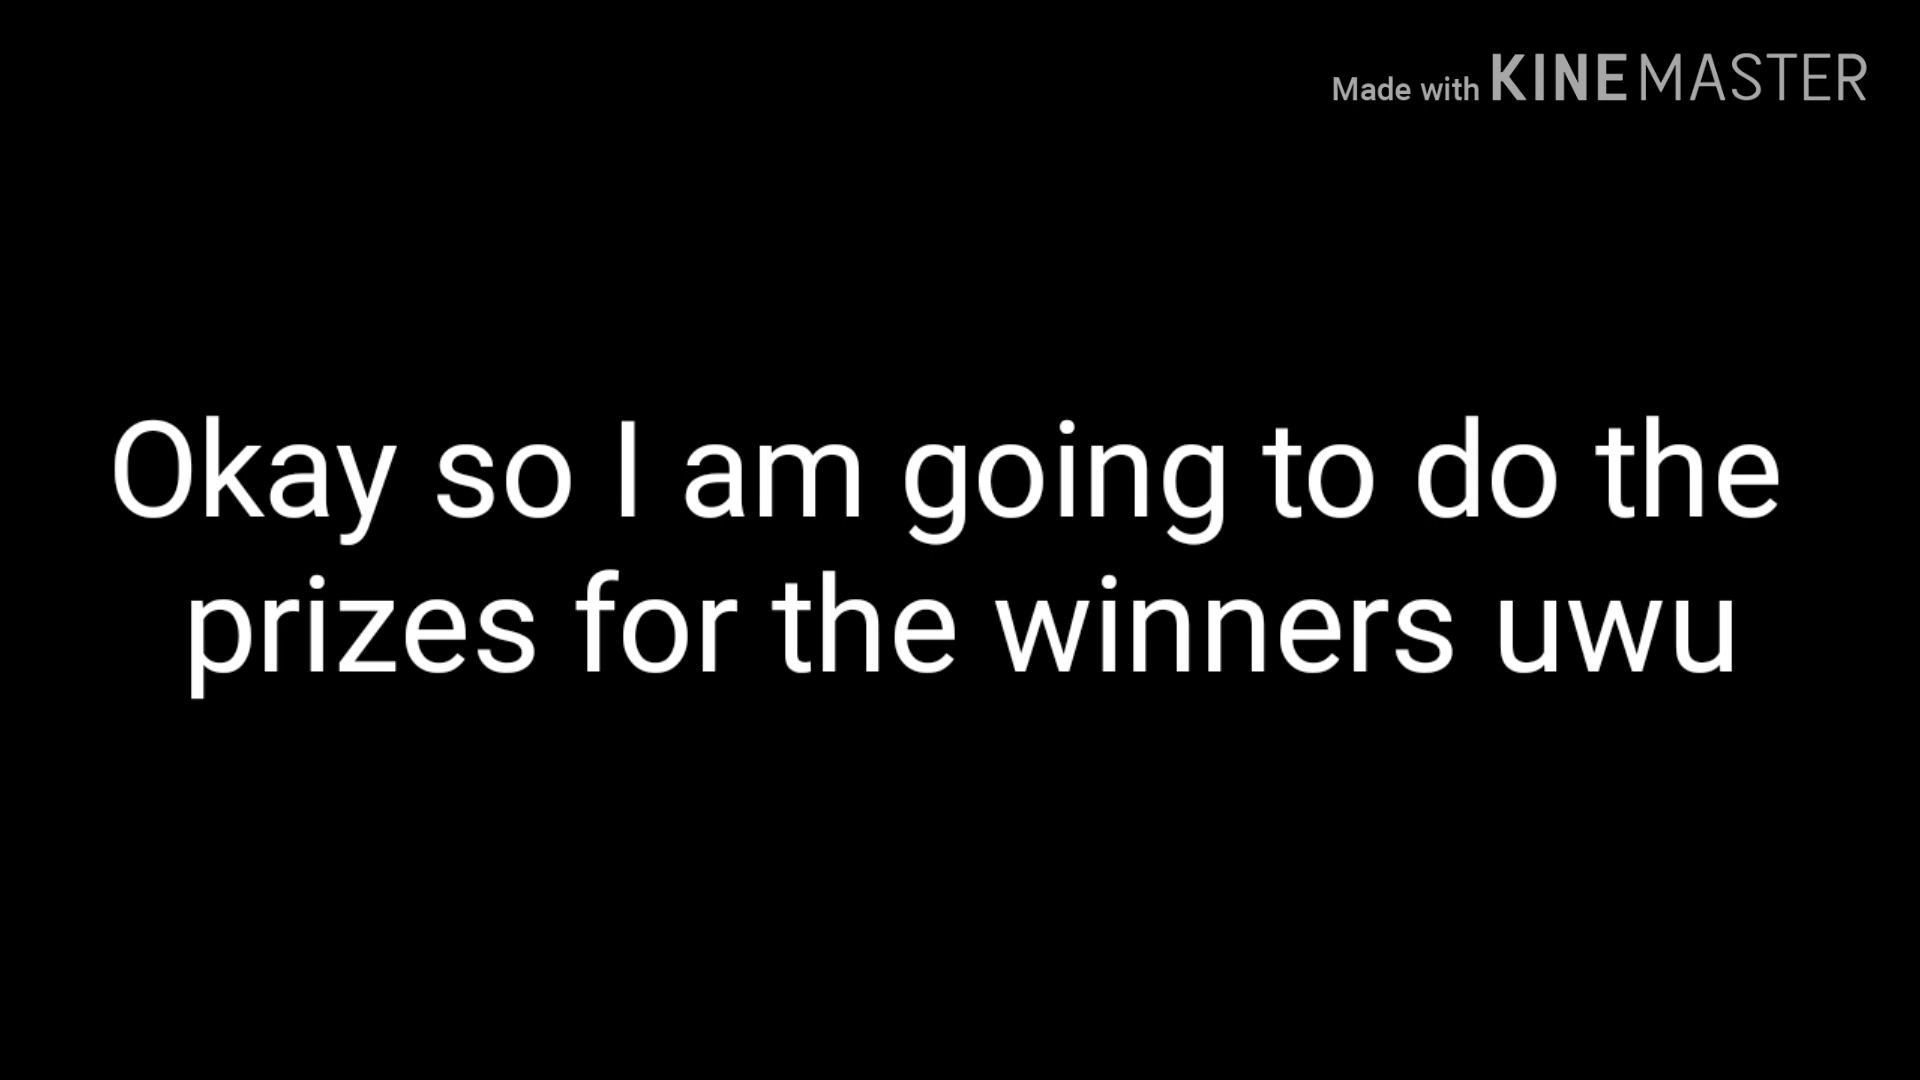 Made with KINEMASTER
Okay so I am going to do the
prizes for the winners uwu